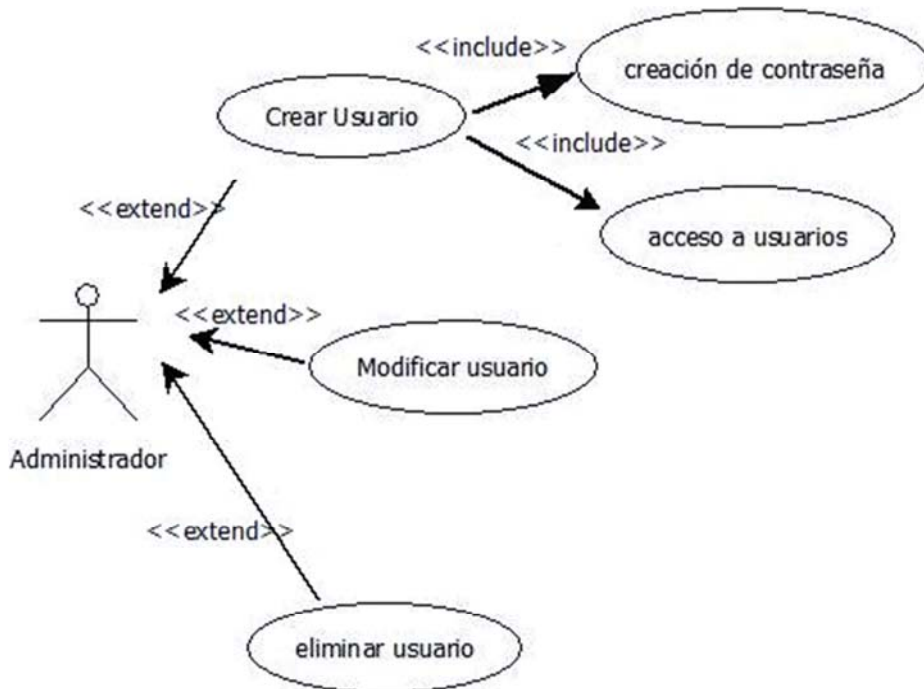 <<include>>
creación de contraseña
Crear Usuario
<<include>>
<<extend>>
acceso a usuarios
<<extend>>
Modificar usuario
Administrador
<<extend>>
eliminar usuario